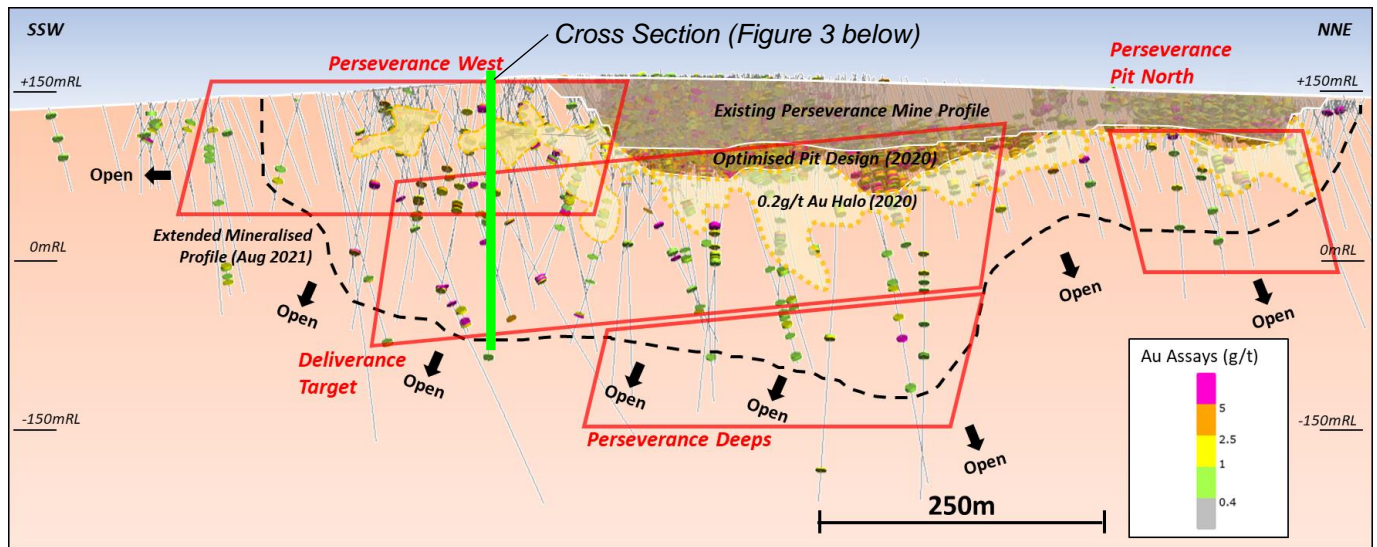 SSW
Cross Section (Figure 3 below)
NNE
Perseverance West
Perseverance
Pit North
+150mRL
+150mRL
Existing Perseverance Mine Profile
Optimised Pit Design (2020)
Open
0.2g/t Au Halo (2020)
Extended Mineralised
Profile (Aug 2021)
0mRL
0mRL
Open
Open
Open
Deliverance
Target
Open
Open
Open
Au Assays (g/t)
5
2.5
1
0.4
-150mRL
-150mRL
Perseverance Deeps
Open
250m